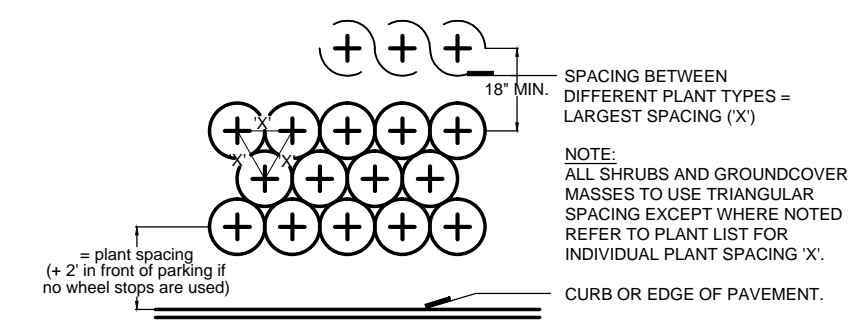 18" MIN.
SPACING BETWEEN
DIFFERENT PLANT TYPES =
LARGEST SPACING ('X')
'X'
'X'
'X'
NOTE:
ALL SHRUBS AND GROUNDCOVER
MASSES TO USE TRIANGULAR
SPACING EXCEPT WHERE NOTED
REFER TO PLANT LIST FOR
INDIVIDUAL PLANT SPACING 'X'.
= plant spacing
(+ 2' in front of parking if
no wheel stops are used)
CURB OR EDGE OF PAVEMENT.